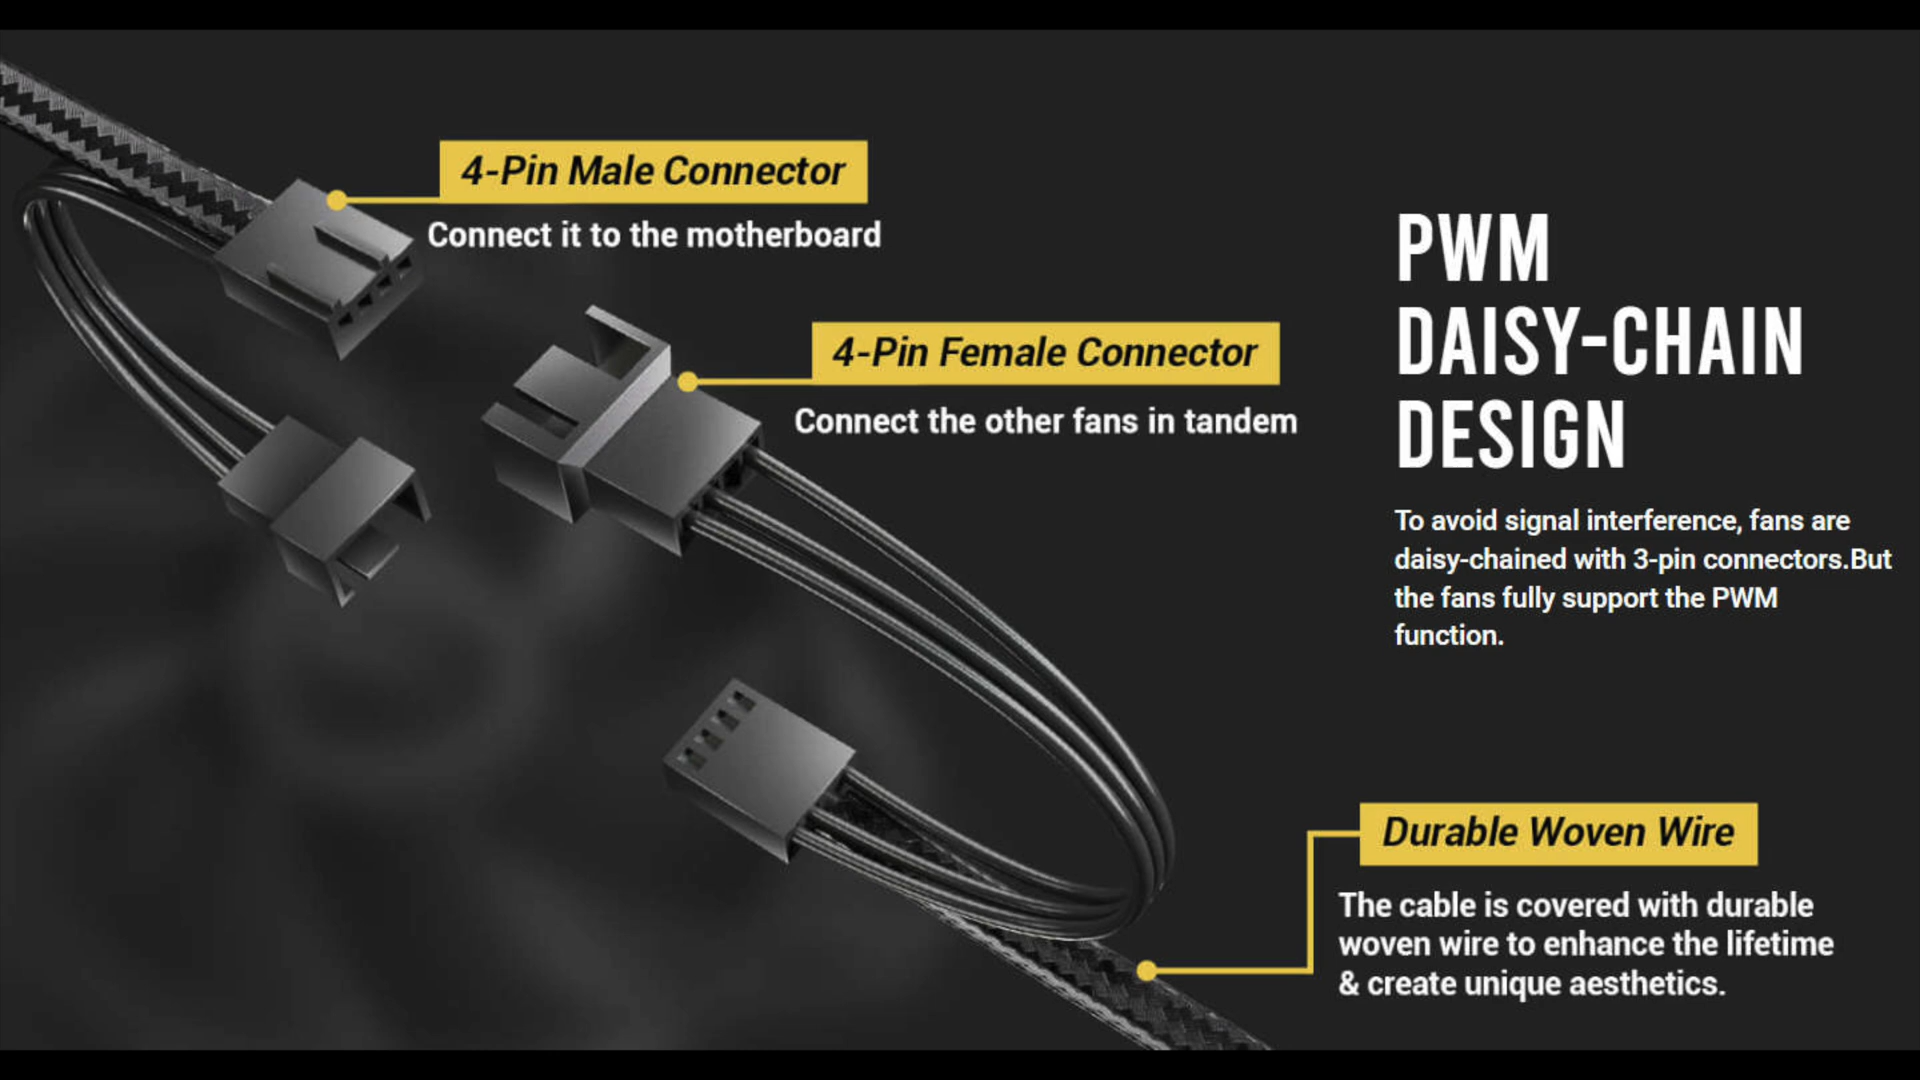 4-Pin Male Connector
Connect it to the motherboard
4-Pin Female Connector
Connect the other fans in tandem
PWM
DAISY-CHAIN
DESIGN
To avoid signal interference, fans are
daisy-chained with 3-pin connectors.But
the fans fully support the PWM
function.
Durable Woven Wire
The cable is covered with durable
woven wire to enhance the lifetime
& create unique aesthetics.